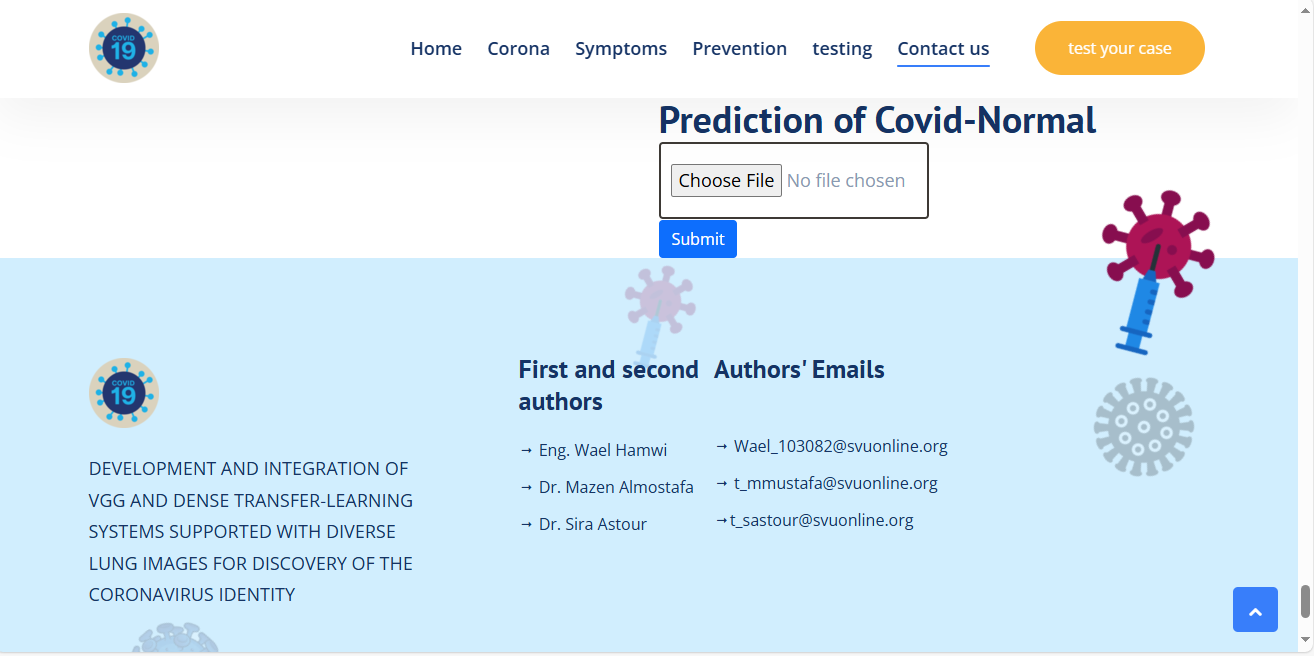 COVID
19
Home Corona Symptoms Prevention testing Contact us test your case
Prediction of Covid-Normal
Choose File No file chosen
Submit
COVID
19
DEVELOPMENT AND INTEGRATION OF
VGG AND DENSE TRANSFER-LEARNING
SYSTEMS SUPPORTED WITH DIVERSE
LUNG IMAGES FOR DISCOVERY OF THE
CORONAVIRUS IDENTITY
First and second
authors
→ Eng. Wael Hamwi
→ Dr. Mazen Almostafa
→ Dr. Sira Astour
Authors' Emails
→ Wael_103082@svuonline.org
→ t_mmustafa@svuonline.org
→t_sastour@svuonline.org